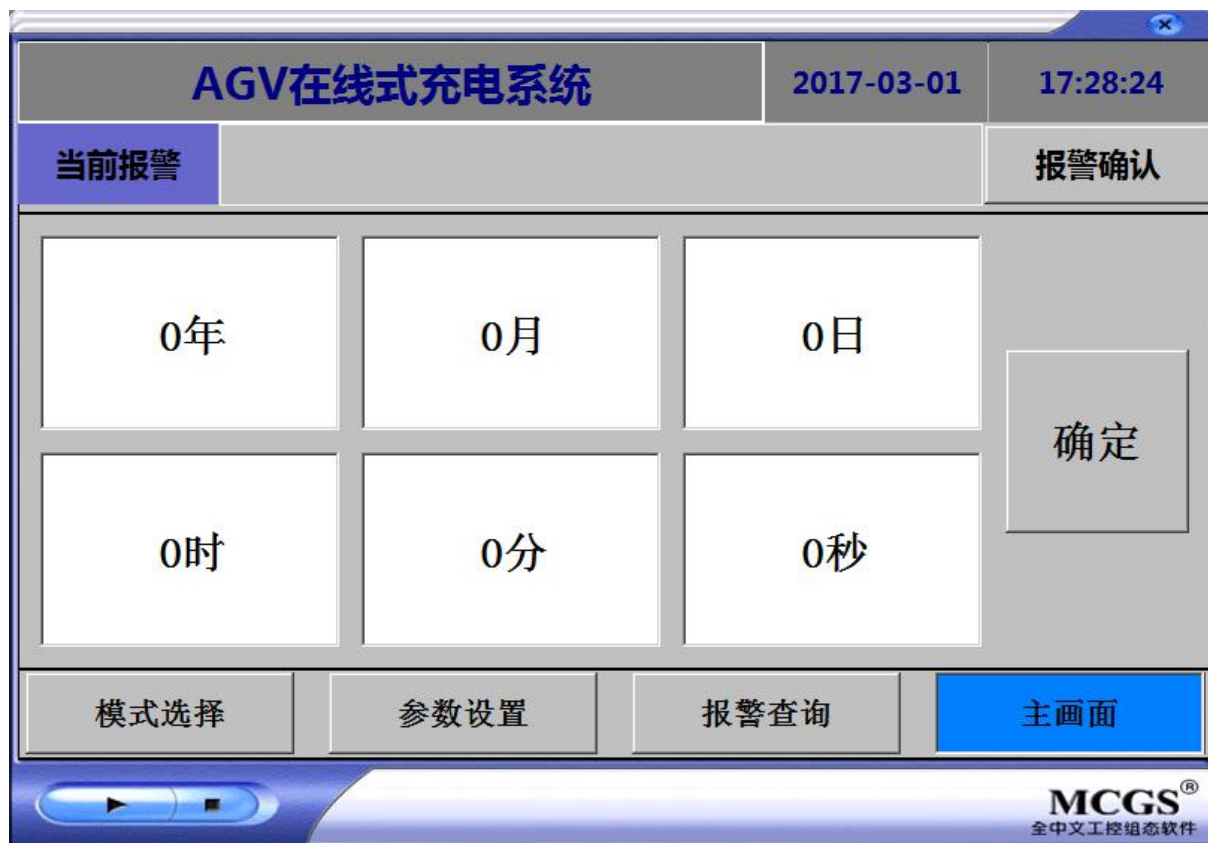 AGV在线式充电系统 2017-03-01 17:28:24
当前报警 报警确认
0年 0月 0日
确定
0时 0分 0秒
模式选择 参数设置 报警查询 主画面
MCGS®
全中文工控组态软件